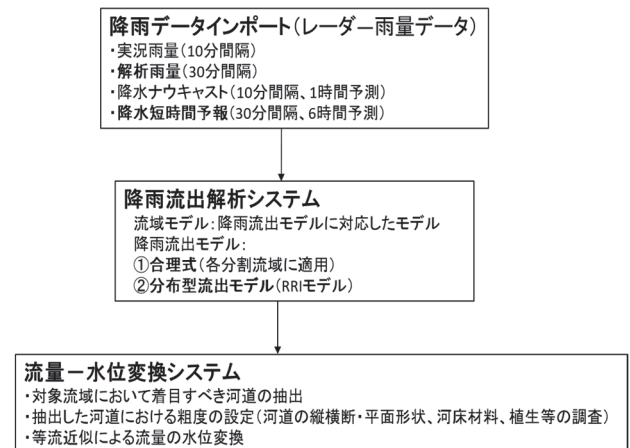 降雨データインポート(レーダー雨量データ)
・実況雨量(10分間隔)
・解析雨量(30分間隔)
・降水ナウキャスト(10分間隔、1時間予測)
・降水短時間予報(30分間隔、6時間予測)
降雨流出解析システム
流域モデル:降雨流出モデルに対応したモデル
降雨流出モデル:
①合理式(各分割流域に適用)
②分布型流出モデル(RRIモデル)
流量－水位変換システム
・対象流域において着目すべき河道の抽出
・抽出した河道における粗度の設定(河道の縦横断・平面形状、河床材料、植生等の調査)
・等流近似による流量の水位変換